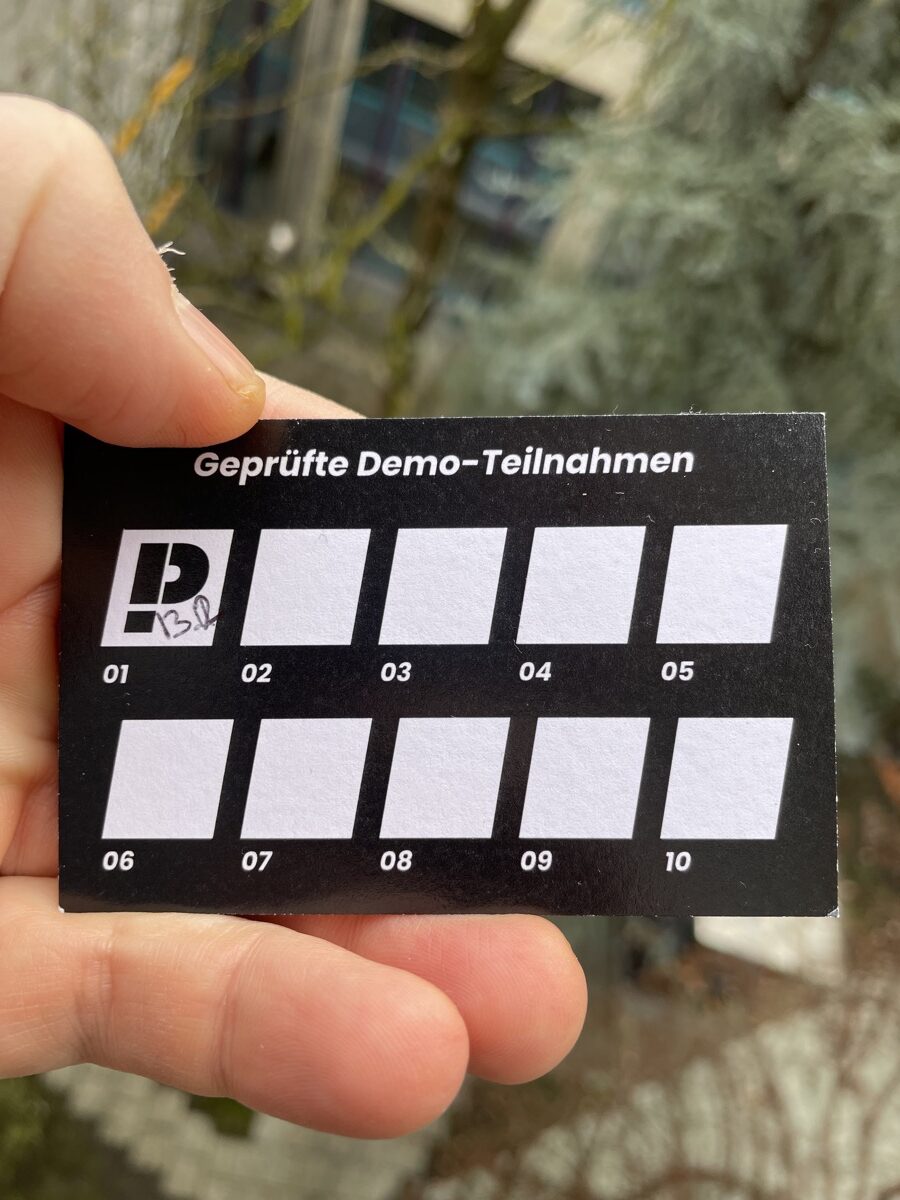 Geprüfte Demo-Teilnahmen
01 02 03 04 05
06 07 08 09 10